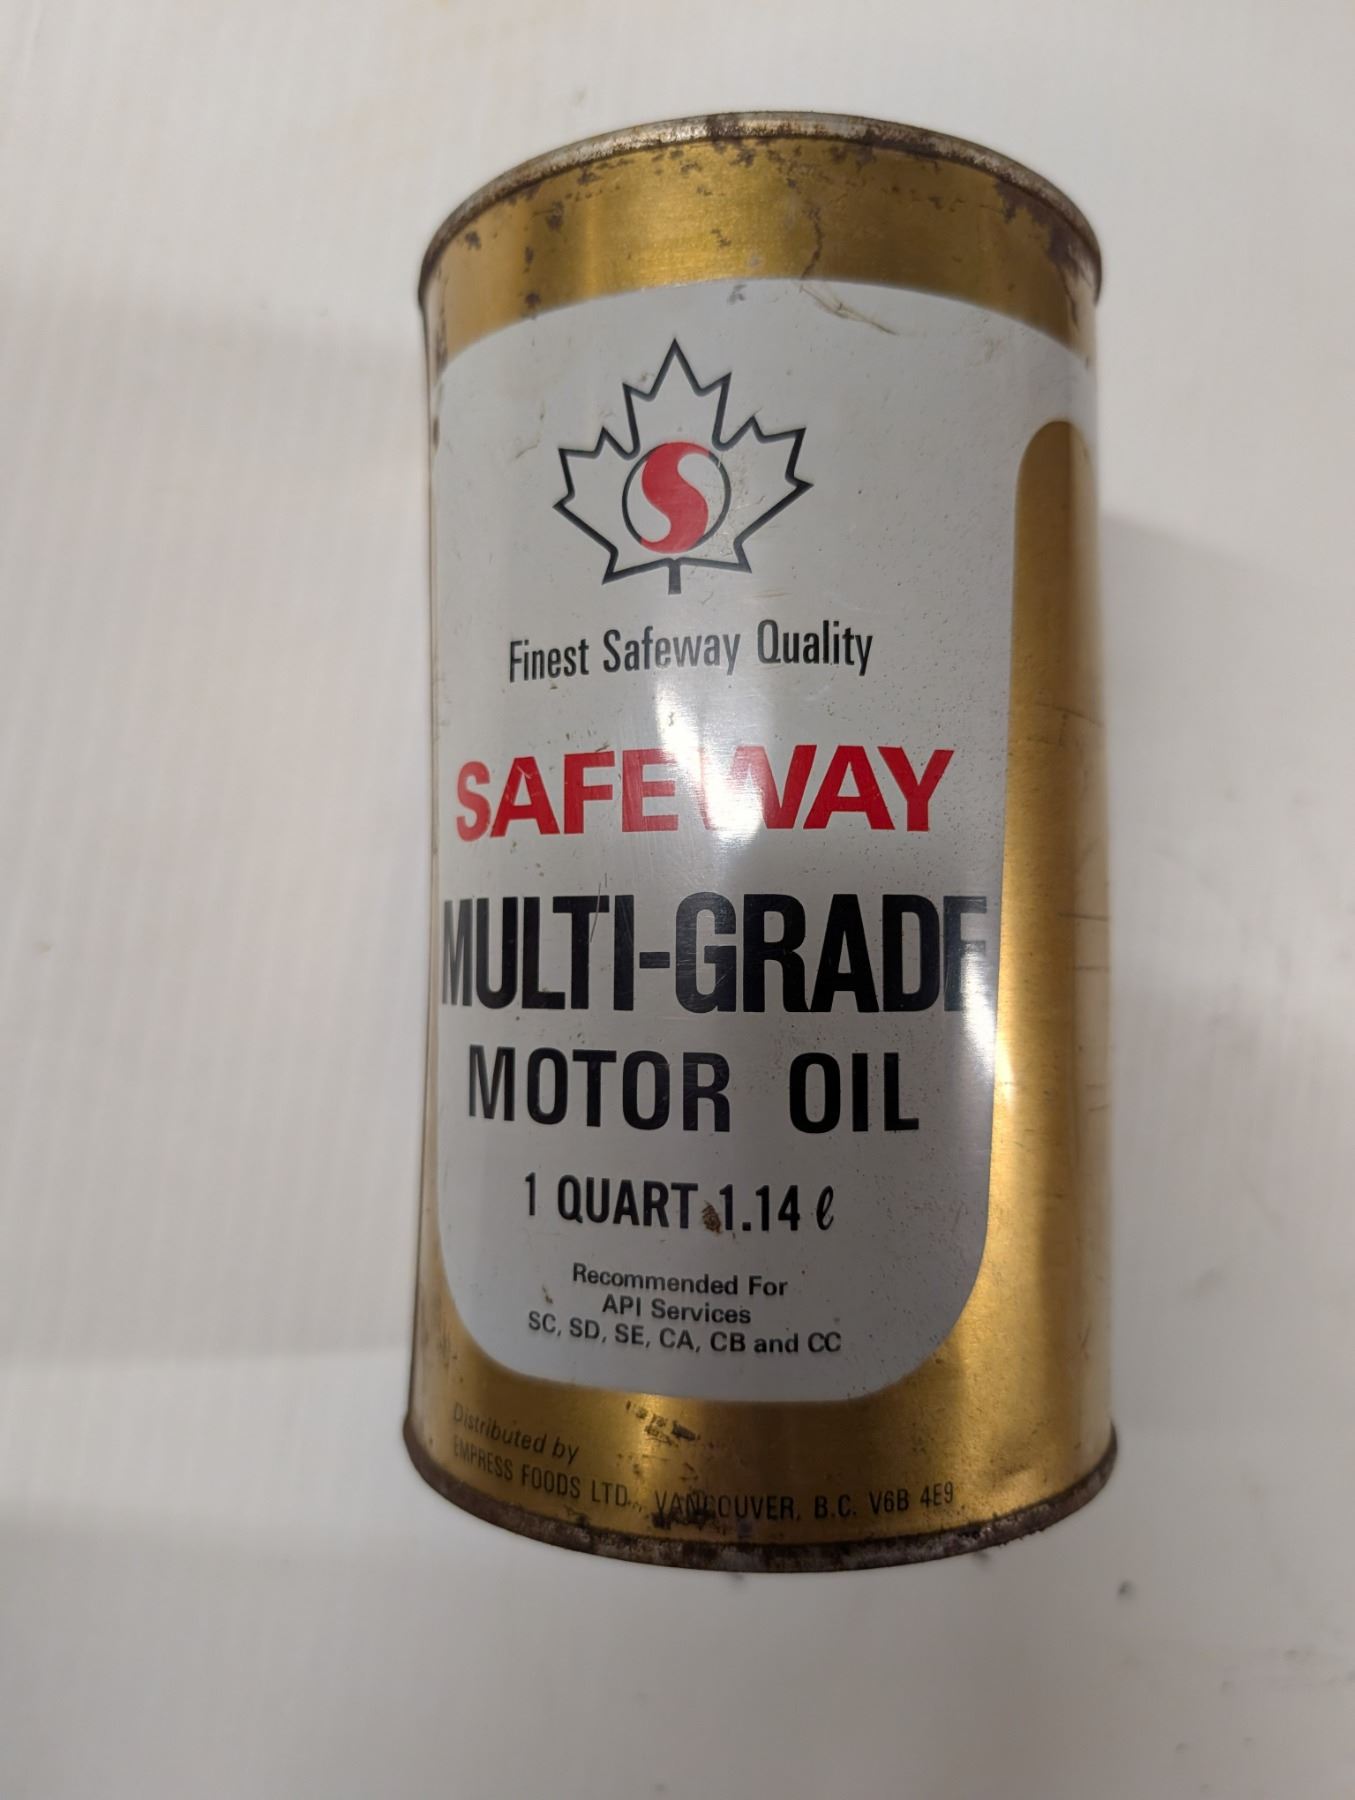 S
Finest Safeway Quality
SAFEWAY
MULTI-GRADE
MOTOR OIL
1 QUART 1.14 ℓ
Recommended For
API Services
SC, SD, SE, CA, CB and CC
Distributed by
EMPRESS FOODS LTD., VANCOUVER, B.C. V6B 4E9